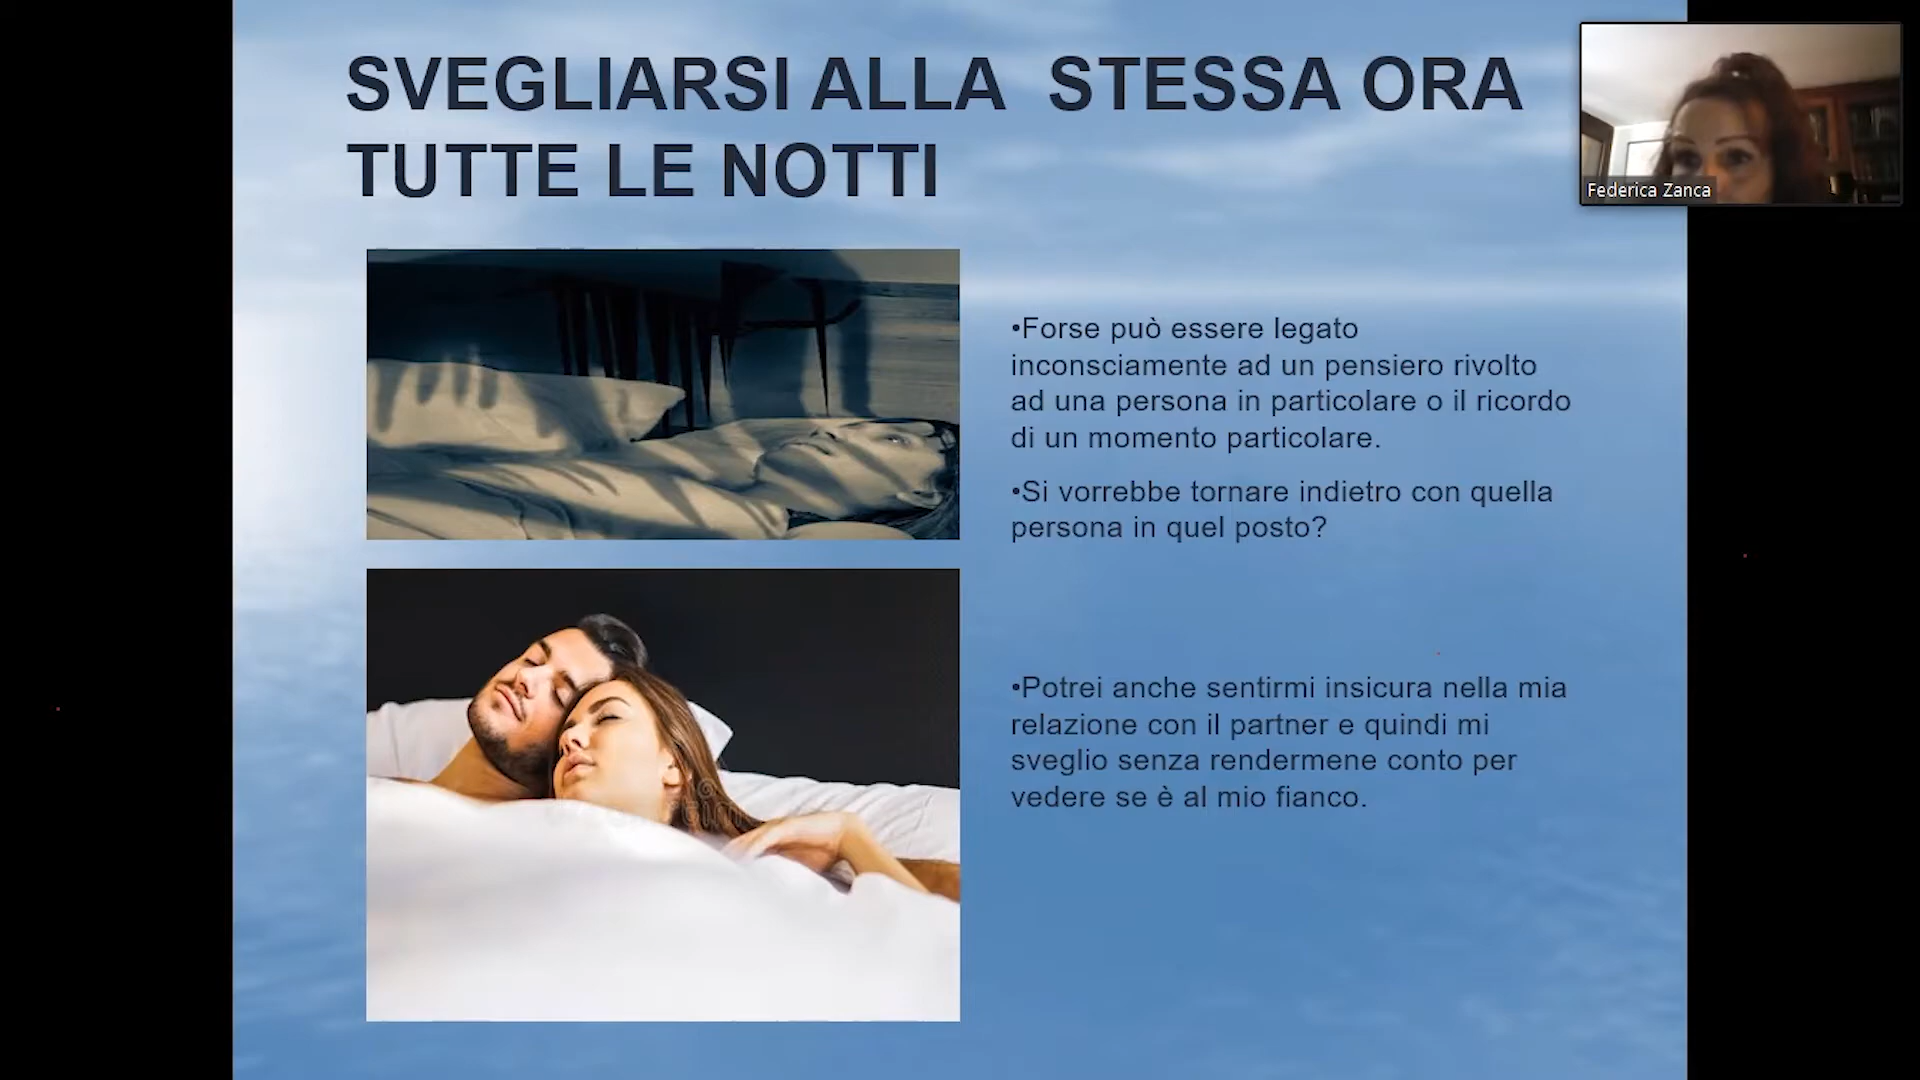 SVEGLIARSI ALLA STESSA ORA
TUTTE LE NOTTI
Federica Zanca
•Forse può essere legato
inconsciamente ad un pensiero rivolto
ad una persona in particolare o il ricordo
di un momento particolare.
•Si vorrebbe tornare indietro con quella
persona in quel posto?
•Potrei anche sentirmi insicura nella mia
relazione con il partner e quindi mi
sveglio senza rendermene conto per
vedere se è al mio fianco.